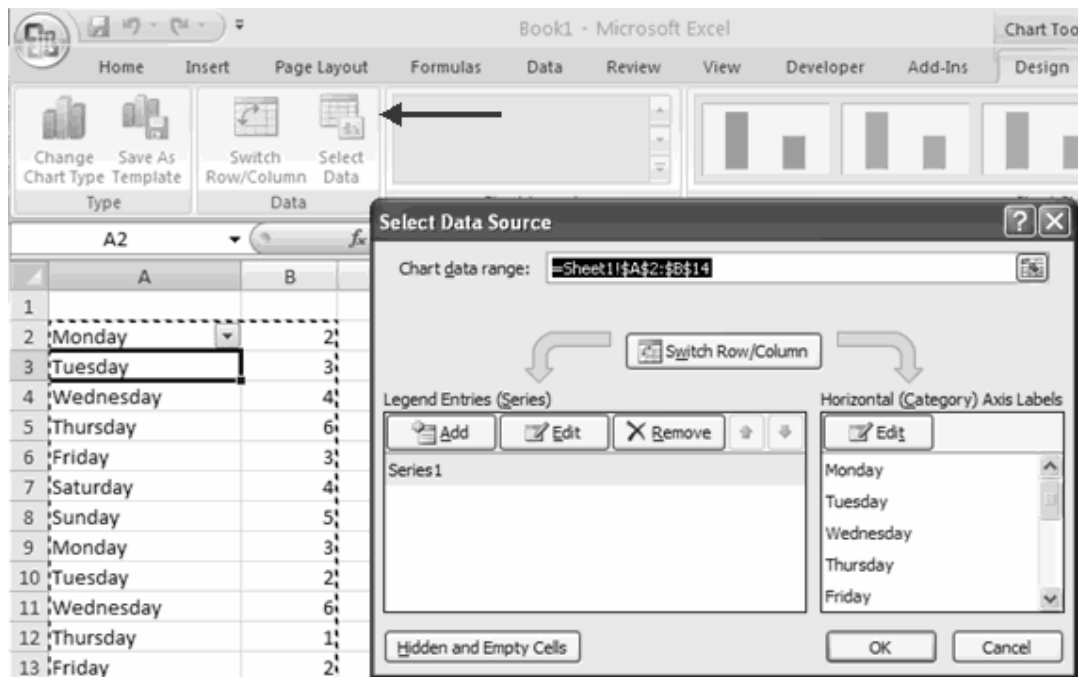 Book1 - Microsoft Excel
Chart Too
Home Insert Page Layout Formulas Data Review View Developer Add-Ins Design
Change Chart Type
Save As Template
Switch Row/Column
Select Data
Type
Data
A2
fx
A B
1
2 Monday 2
3 Tuesday 3
4 Wednesday 4
5 Thursday 6
6 Friday 3
7 Saturday 4
8 Sunday 5
9 Monday 3
10 Tuesday 2
11 Wednesday 6
12 Thursday 1
13 Friday 2
Select Data Source
Chart data range: =Sheet1!$A$2:$B$14
Switch Row/Column
Legend Entries (Series)
Add Edit Remove
Series1
Horizontal (Category) Axis Labels
Edit
Monday
Tuesday
Wednesday
Thursday
Friday
Hidden and Empty Cells
OK Cancel